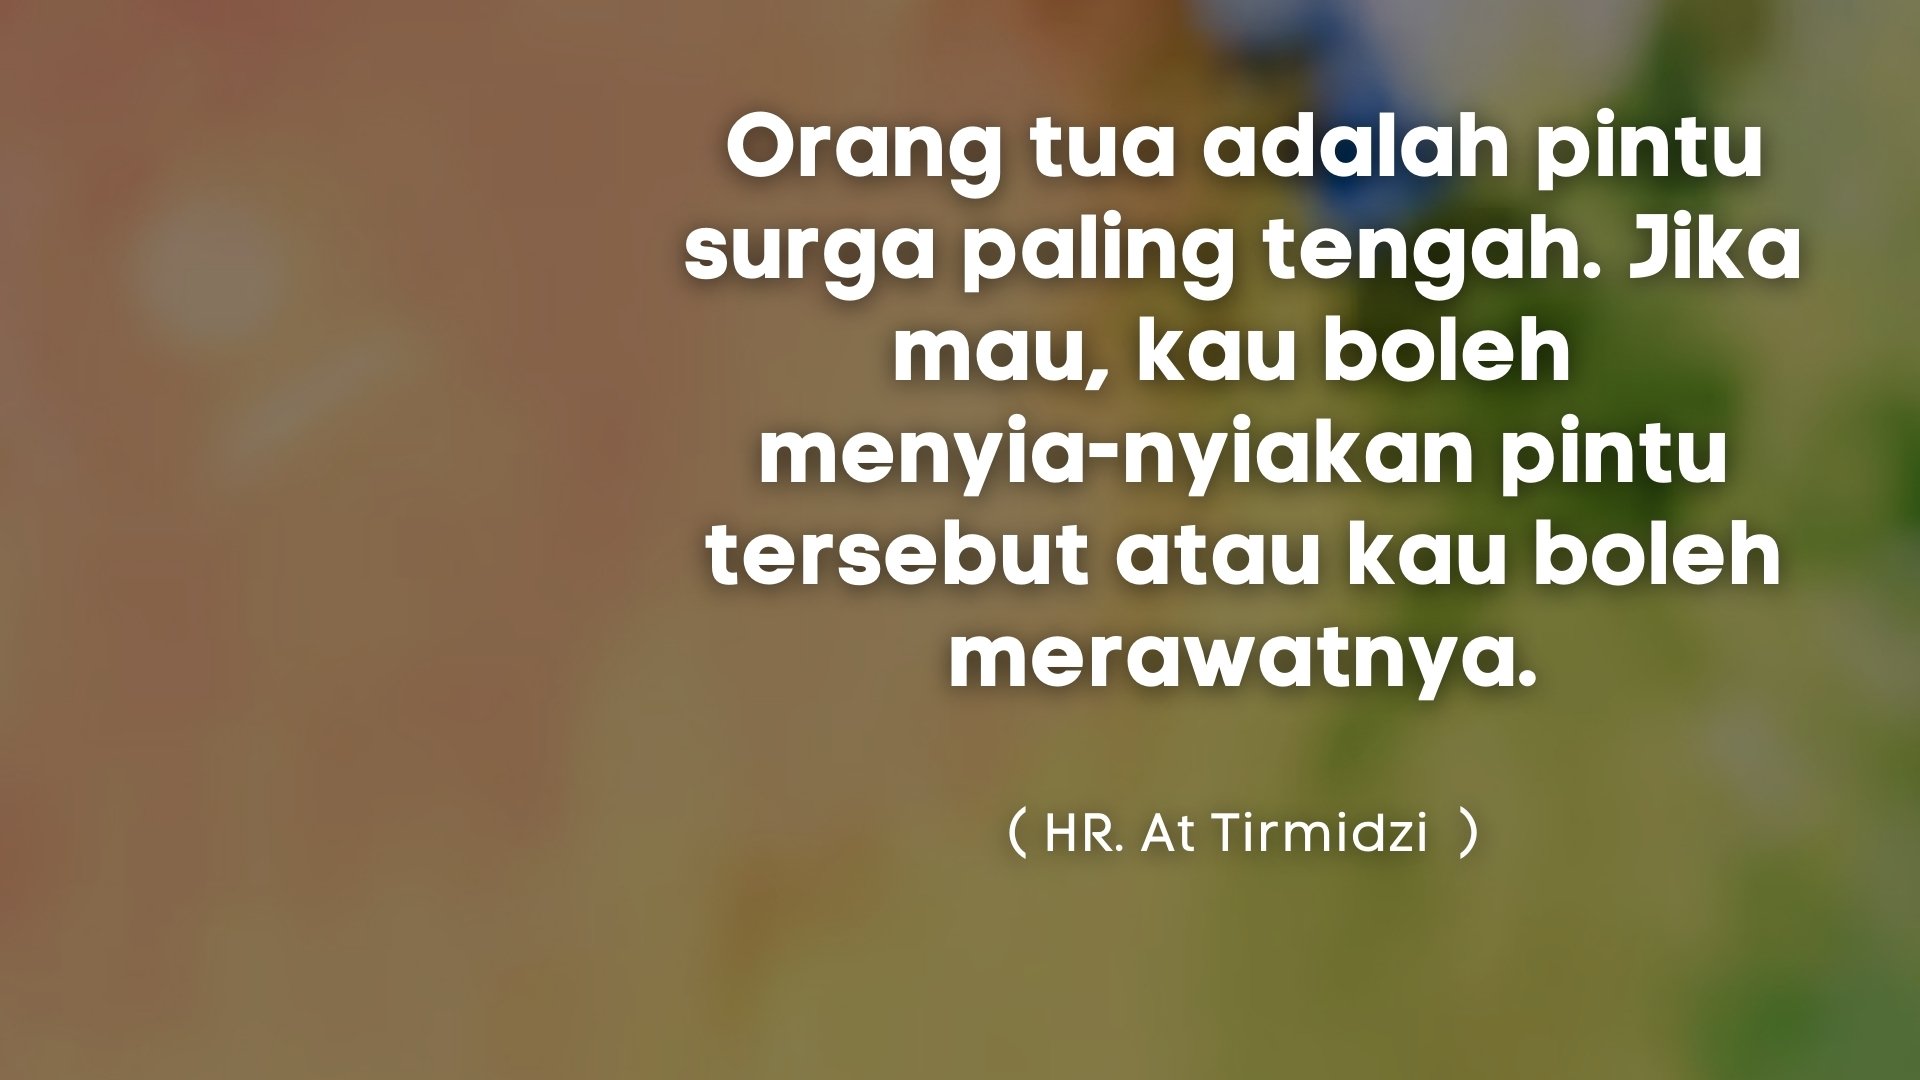 Orang tua adalah pintu
surga paling tengah. Jika
mau, kau boleh
menyia-nyiakan pintu
tersebut atau kau boleh
merawatnya.
( HR. At Tirmidzi )